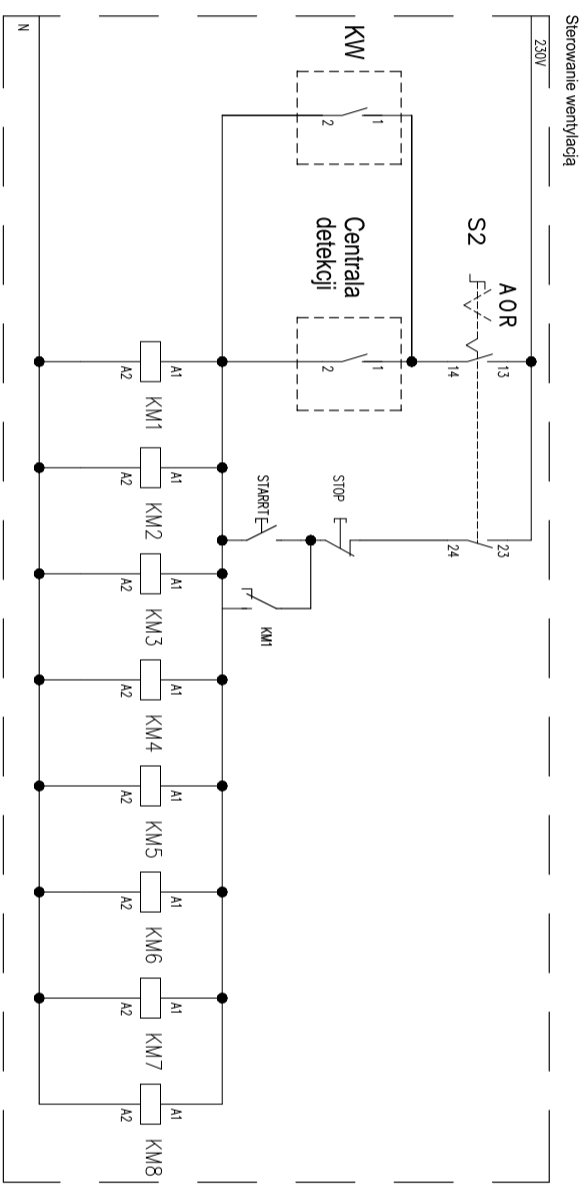 Sterowanie wentylacją
230V
S2
A 0 R
13
14
23
24
KW
1
2
Centrala
detekcji
1
2
STOP
STARRT
KM1
A1
A2
KM1
A1
A2
KM2
A1
A2
KM3
A1
A2
KM4
A1
A2
KM5
A1
A2
KM6
A1
A2
KM7
A1
A2
KM8
N